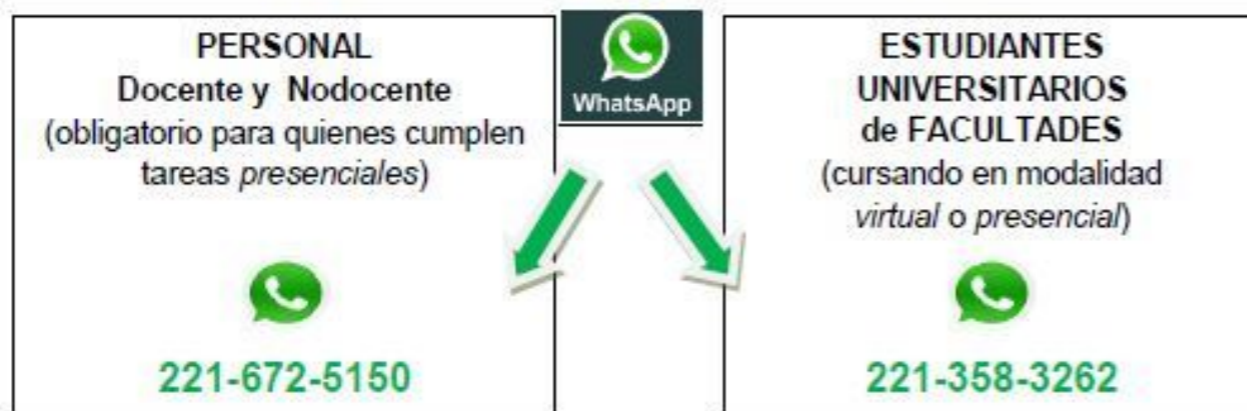 PERSONAL
Docente y Nodocente
(obligatorio para quienes cumplen
tareas presenciales)
221-672-5150
WhatsApp
ESTUDIANTES
UNIVERSITARIOS
de FACULTADES
(cursando en modalidad
virtual o presencial)
221-358-3262